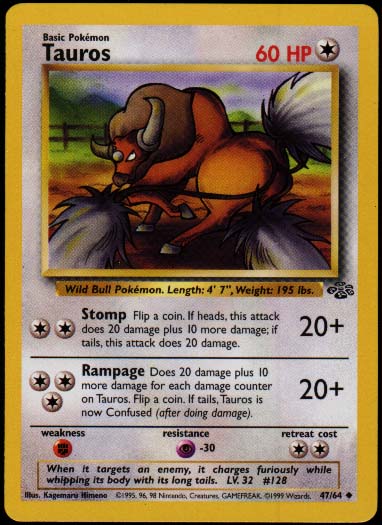 Basic Pokémon
Tauros
60 HP
Wild Bull Pokémon. Length: 4' 7", Weight: 195 lbs.
Stomp Flip a coin. If heads, this attack
does 20 damage plus 10 more damage; if
tails, this attack does 20 damage.
20+
Rampage Does 20 damage plus 10
more damage for each damage counter
on Tauros. Flip a coin. If tails, Tauros
is now Confused (after doing damage).
20+
weakness
resistance
retreat cost
-30
When it targets an enemy, it charges furiously while
whipping its body with its long tails. LV. 32 #128
Illus. Kagemaru Himeno
©1995, 96, 98 Nintendo, Creatures, GAMEFREAK. ©1999 Wizards.
47/64